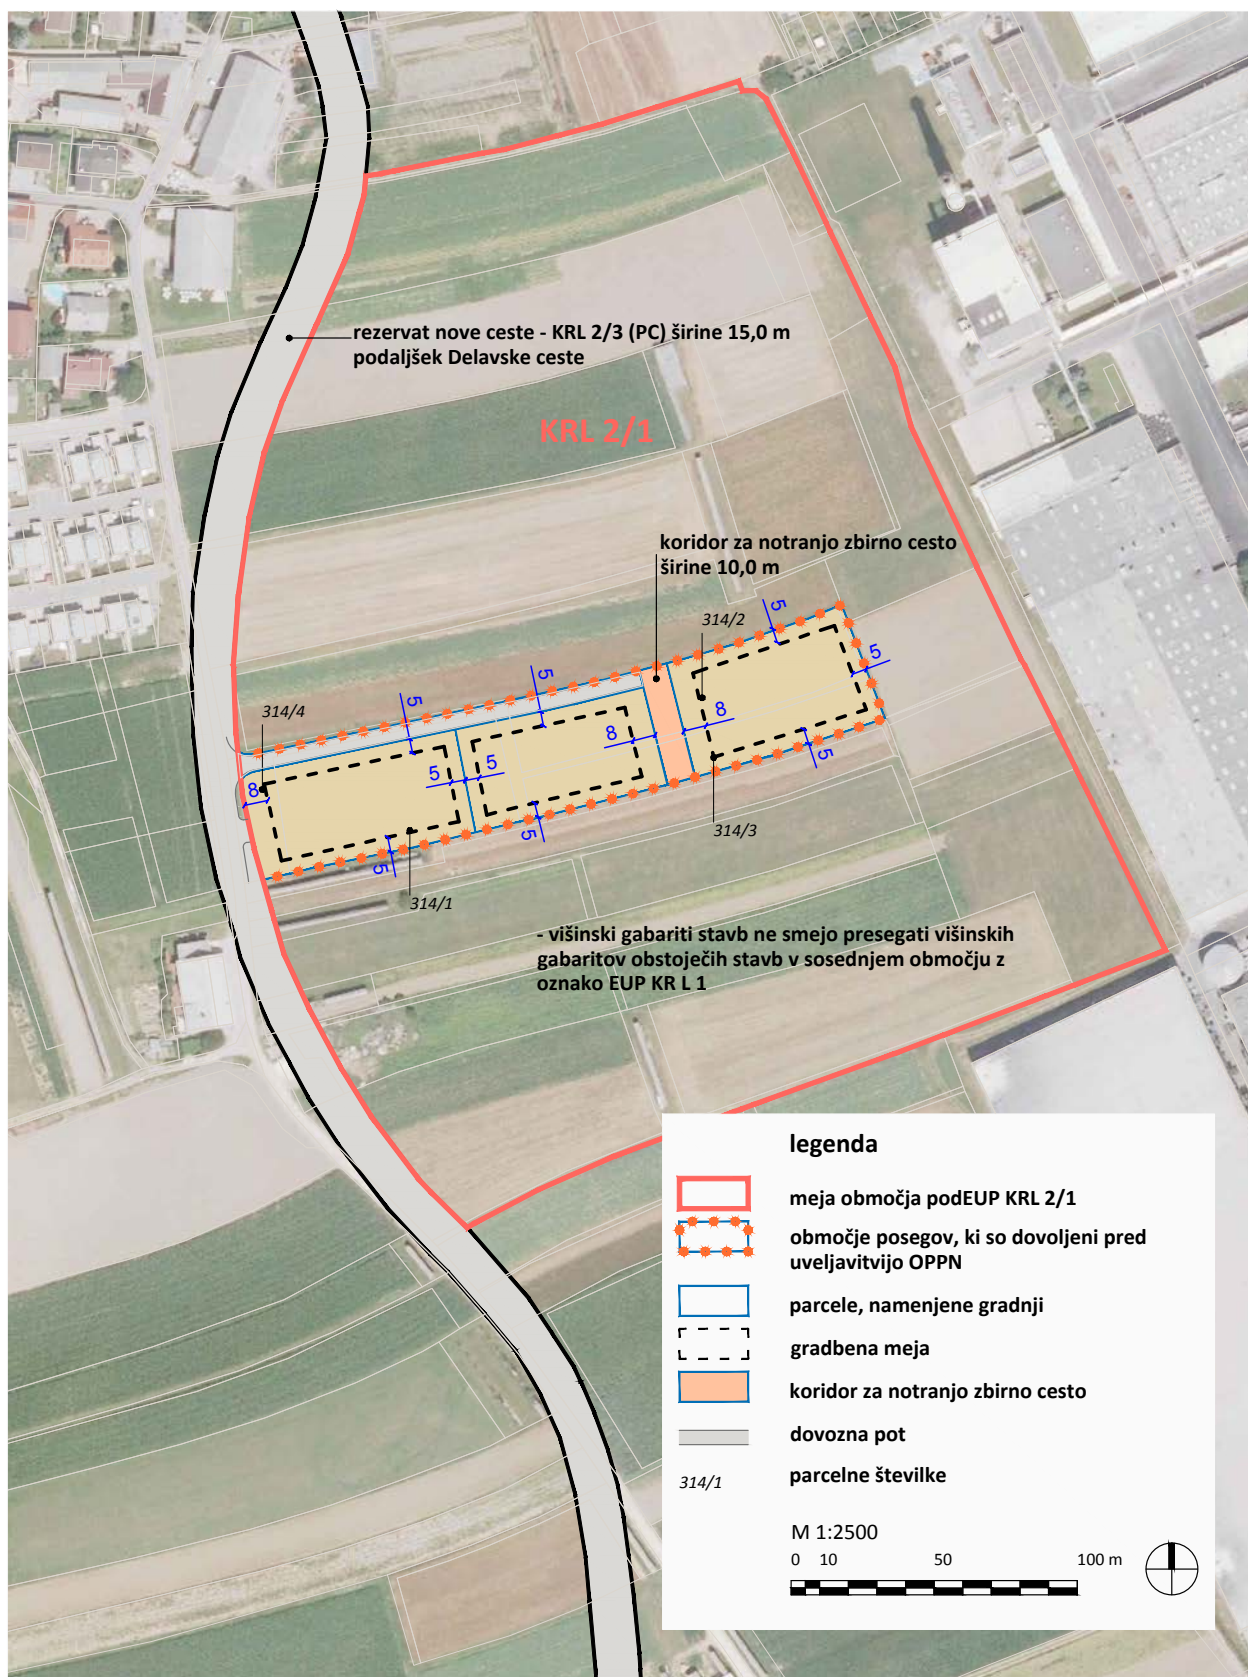 rezervat nove ceste - KRL 2/3 (PC) širine 15,0 m
podaljšek Delavske ceste
KRL 2/1
koridor za notranjo zbirno cesto
širine 10,0 m
314/2
5
5
5
5
314/4
8
8
5
5
8
5
5
5
314/3
314/1
- višinski gabariti stavb ne smejo presegati višinskih
gabaritov obstoječih stavb v sosednjem območju z
oznako EUP KR L 1
legenda
meja območja podEUP KRL 2/1
območje posegov, ki so dovoljeni pred
uveljavitvijo OPPN
parcele, namenjene gradnji
gradbena meja
koridor za notranjo zbirno cesto
dovozna pot
314/1
parcelne številke
M 1:2500
0 10 50 100 m